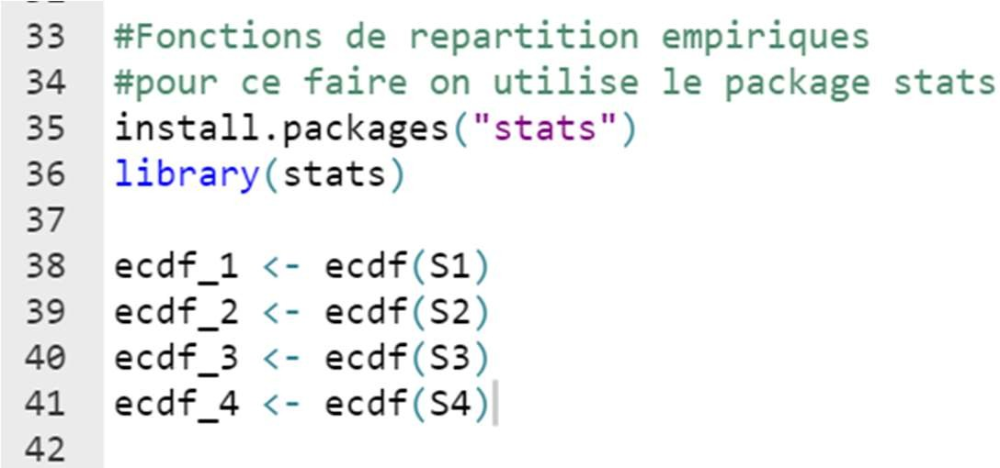 33 #Fonctions de repartition empiriques
34 #pour ce faire on utilise le package stats
35 install.packages("stats")
36 library(stats)
37
38 ecdf_1 <- ecdf(S1)
39 ecdf_2 <- ecdf(S2)
40 ecdf_3 <- ecdf(S3)
41 ecdf_4 <- ecdf(S4)
42